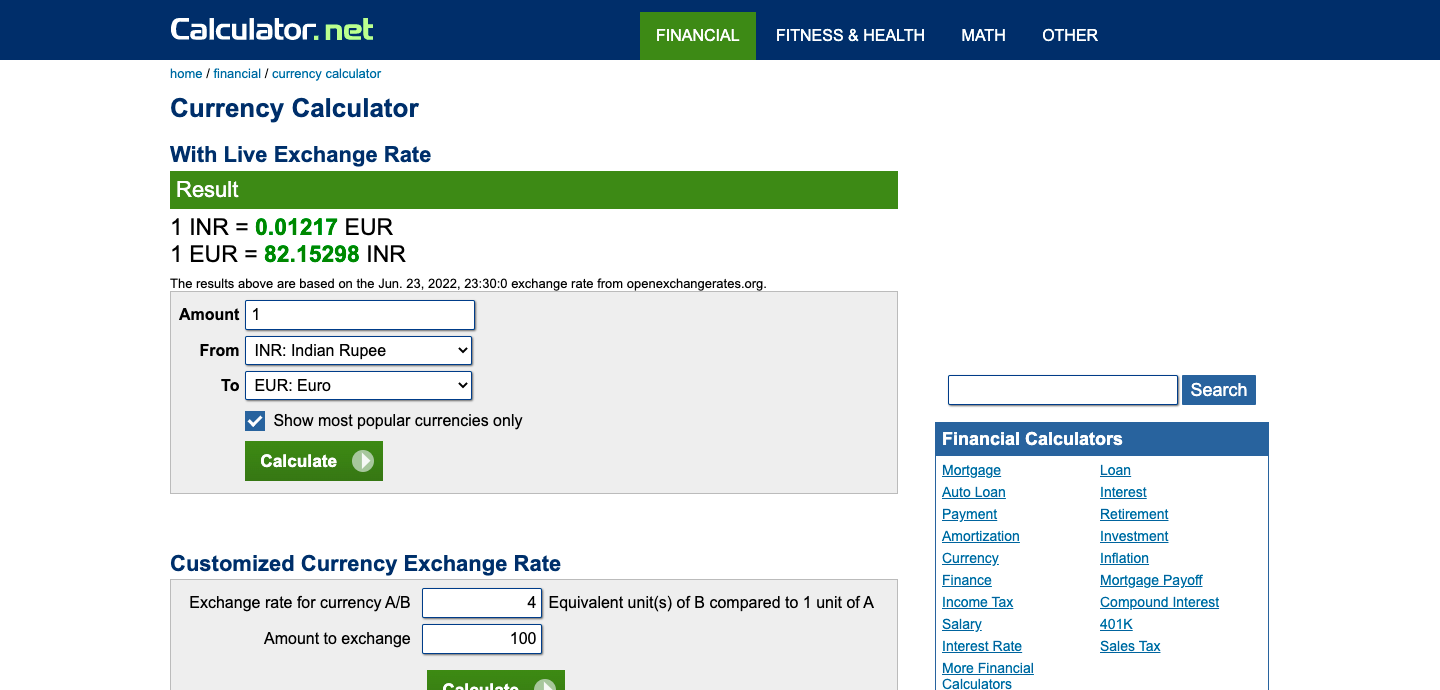 Calculator.net
FINANCIAL FITNESS & HEALTH MATH OTHER
home / financial / currency calculator
Currency Calculator
With Live Exchange Rate
Result
1 INR = 0.01217 EUR
1 EUR = 82.15298 INR
The results above are based on the Jun. 23, 2022, 23:30:0 exchange rate from openexchangerates.org.
Amount 1
From INR: Indian Rupee
To EUR: Euro
Show most popular currencies only
Calculate
Customized Currency Exchange Rate
Exchange rate for currency A/B 4 Equivalent unit(s) of B compared to 1 unit of A
Amount to exchange 100
Calculate
Search
Financial Calculators
Mortgage Loan
Auto Loan Interest
Payment Retirement
Amortization Investment
Currency Inflation
Finance Mortgage Payoff
Income Tax Compound Interest
Salary 401K
Interest Rate Sales Tax
More Financial
Calculators